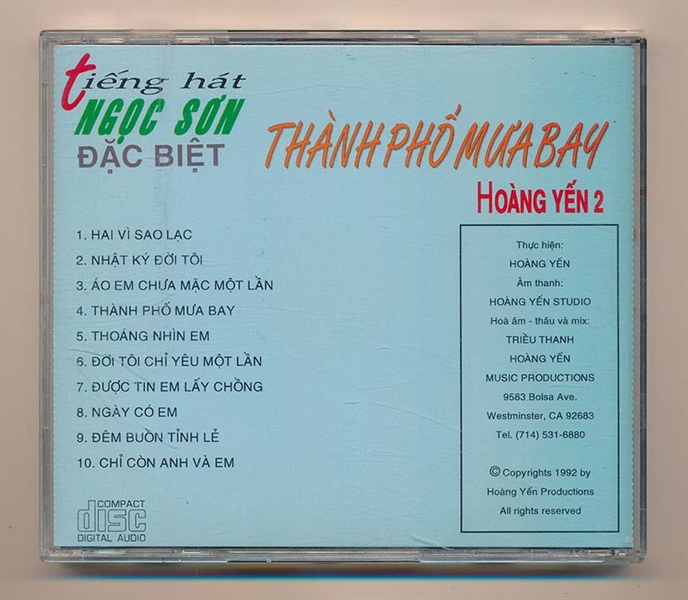 tiếng hát
NGỌC SƠN
ĐẶC BIỆT
THÀNH PHỐ MƯA BAY
HOÀNG YẾN 2
1. HAI VÌ SAO LẠC
2. NHẬT KÝ ĐỜI TÔI
3. ÁO EM CHƯA MẶC MỘT LẦN
4. THÀNH PHỐ MƯA BAY
5. THOÁNG NHÌN EM
6. ĐỜI TÔI CHỈ YÊU MỘT LẦN
7. ĐƯỢC TIN EM LẤY CHỒNG
8. NGÀY CÓ EM
9. ĐÊM BUỒN TỈNH LẺ
10. CHỈ CÒN ANH VÀ EM
Thực hiện:
HOÀNG YẾN
Âm thanh:
HOÀNG YẾN STUDIO
Hoà âm - thâu và mix:
TRIỀU THANH
HOÀNG YẾN
MUSIC PRODUCTIONS
9583 Bolsa Ave.
Westminster, CA 92683
Tel. (714) 531-6880
© Copyrights 1992 by
Hoàng Yến Productions
All rights reserved
COMPACT
disc
DIGITAL AUDIO